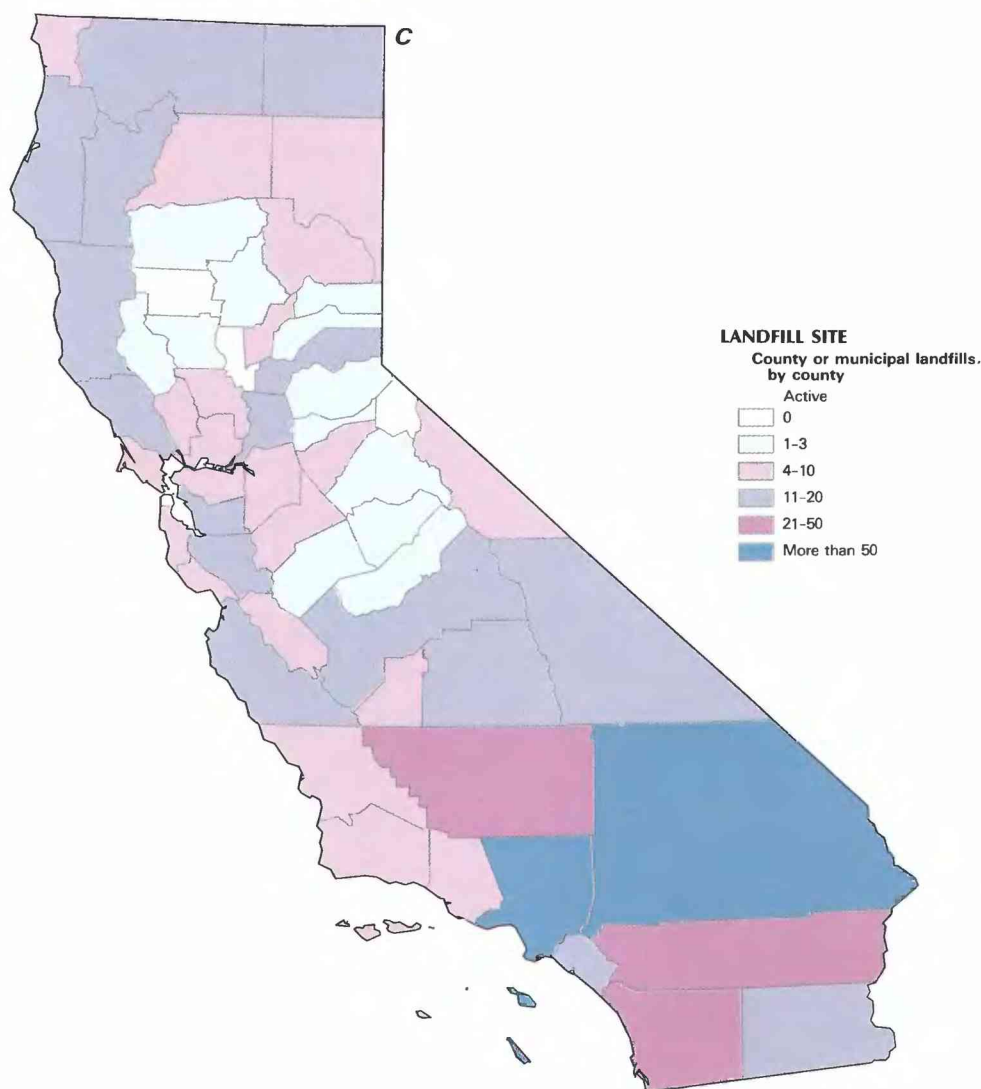 C
LANDFILL SITE
County or municipal landfills,
by county
Active
0
1-3
4-10
11-20
21-50
More than 50